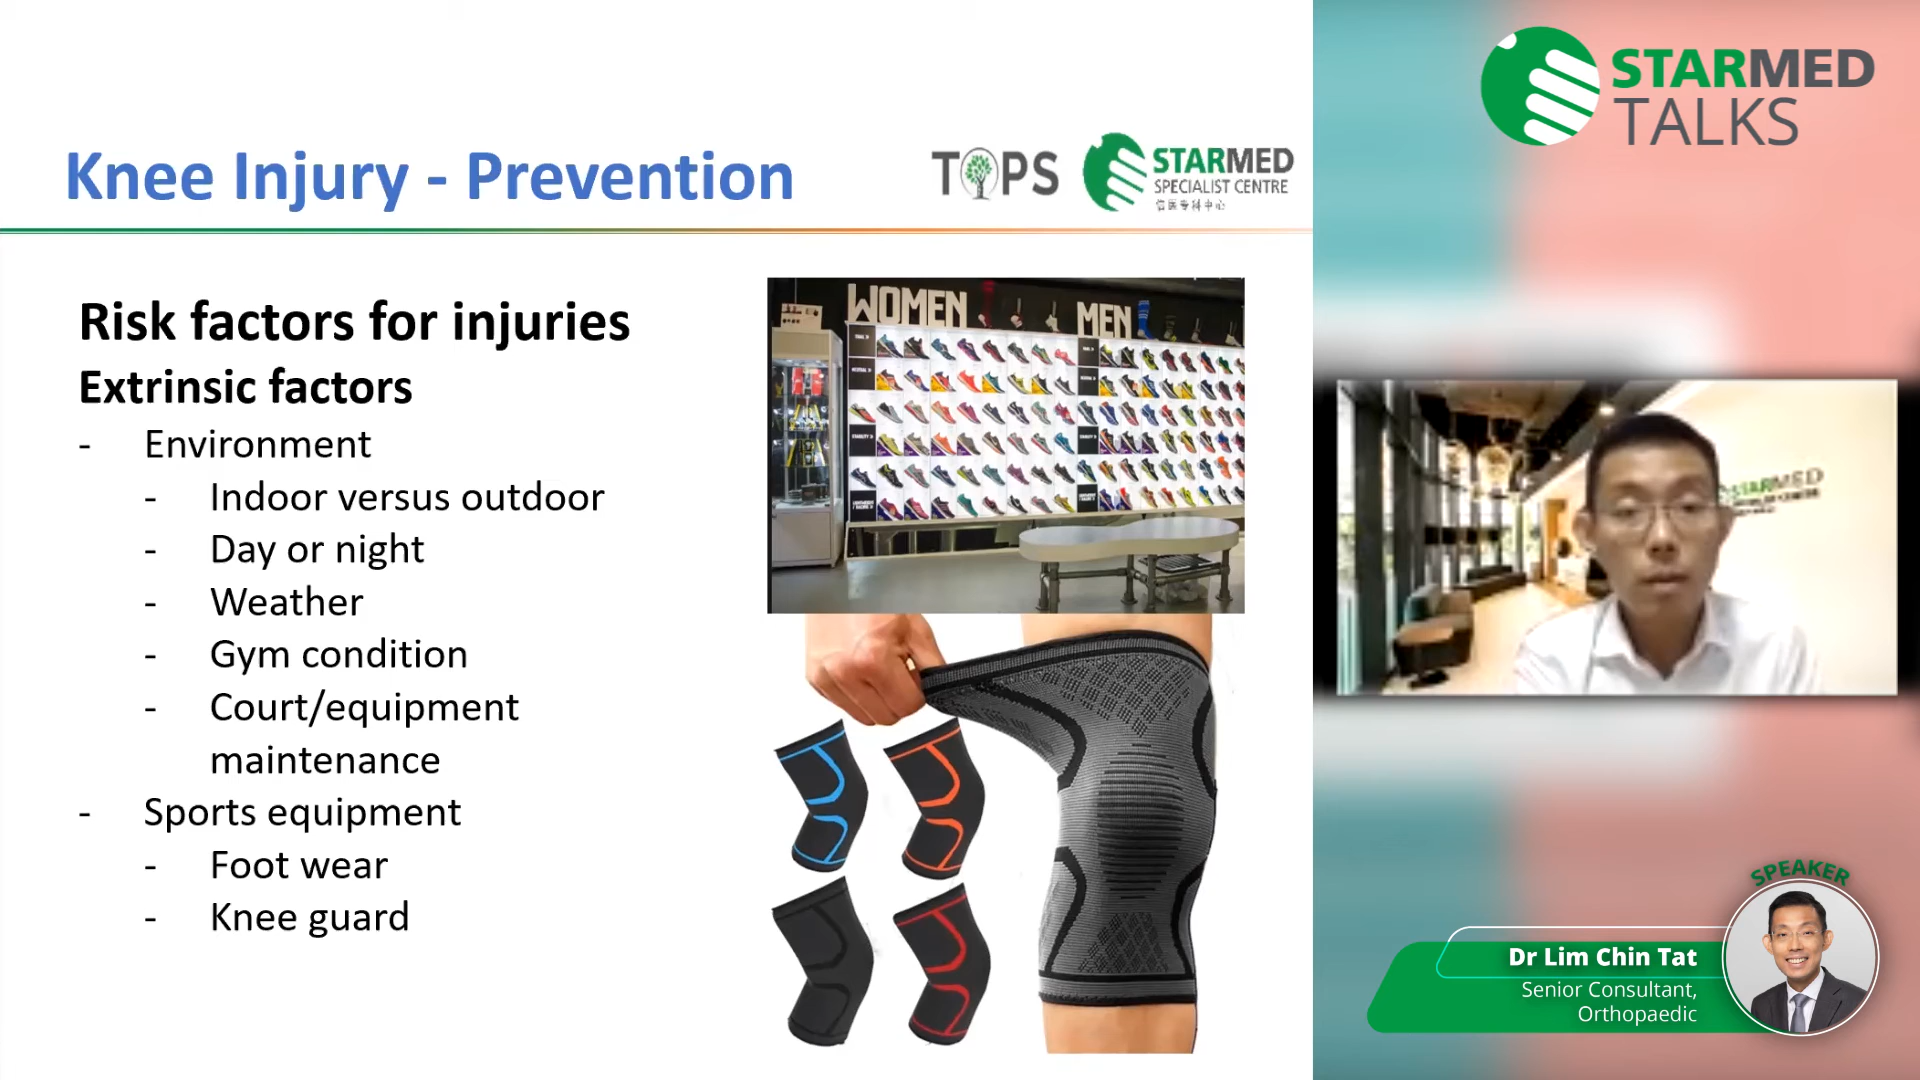 Knee Injury - Prevention
TOPS
STARMED
SPECIALIST CENTRE
信医专科中心
Risk factors for injuries
Extrinsic factors
- Environment
- Indoor versus outdoor
- Day or night
- Weather
- Gym condition
- Court/equipment
maintenance
- Sports equipment
- Foot wear
- Knee guard
WOMEN
MEN
STARMED
TALKS
STARMED
SPEAKER
Dr Lim Chin Tat
Senior Consultant,
Orthopaedic